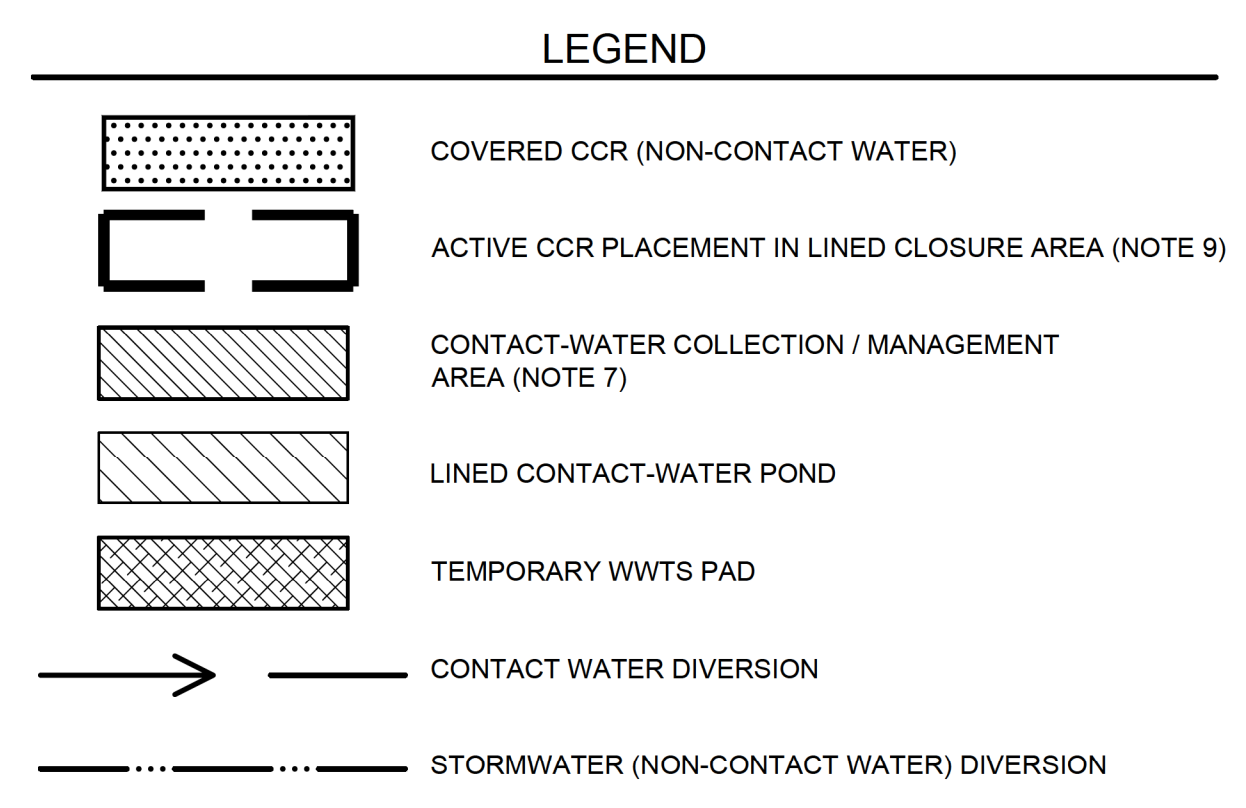 LEGEND
COVERED CCR (NON-CONTACT WATER)
ACTIVE CCR PLACEMENT IN LINED CLOSURE AREA (NOTE 9)
CONTACT-WATER COLLECTION / MANAGEMENT
AREA (NOTE 7)
LINED CONTACT-WATER POND
TEMPORARY WWTS PAD
CONTACT WATER DIVERSION
STORMWATER (NON-CONTACT WATER) DIVERSION